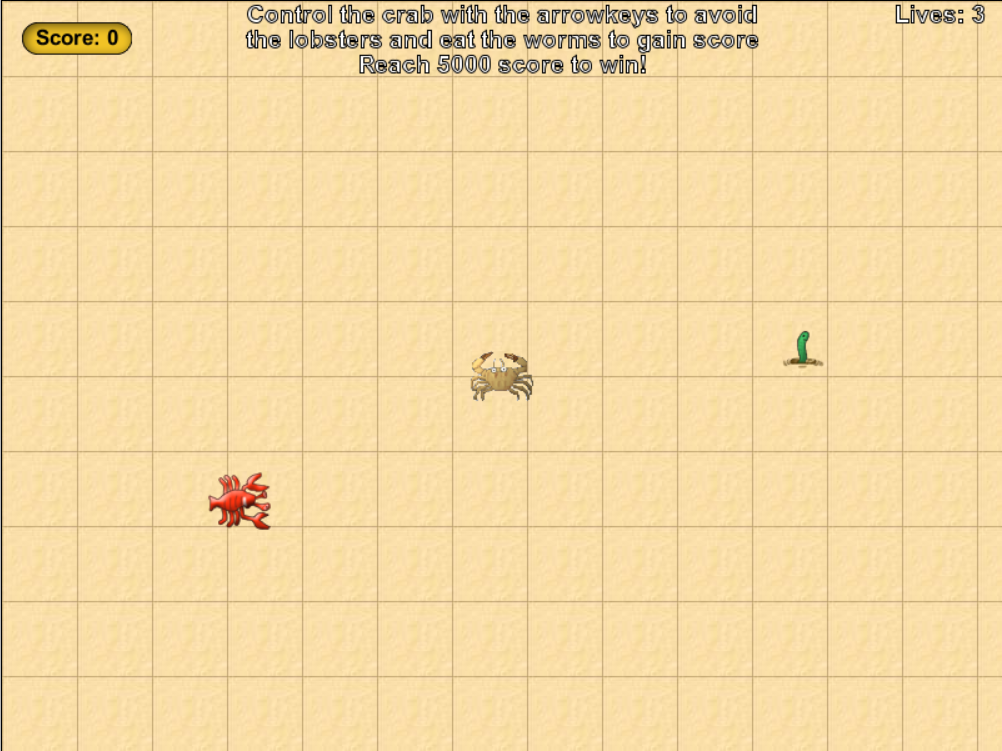 Score: 0
Control the crab with the arrowkeys to avoid
the lobsters and eat the worms to gain score
Reach 5000 score to win!
Lives: 3